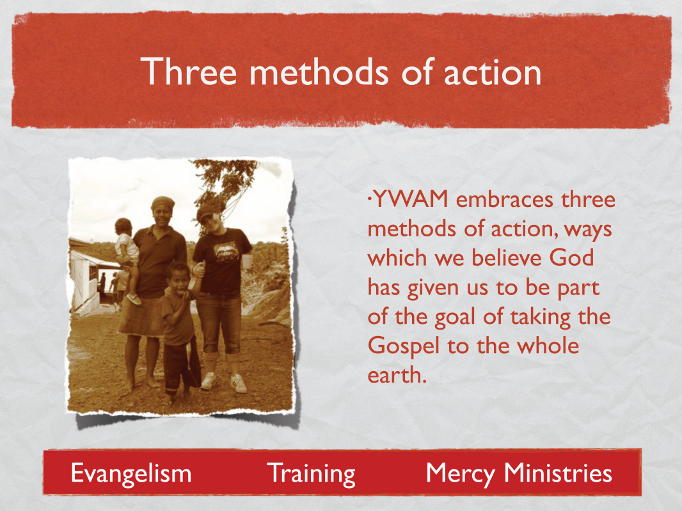 Three methods of action
•YWAM embraces three
methods of action, ways
which we believe God
has given us to be part
of the goal of taking the
Gospel to the whole
earth.
Evangelism Training Mercy Ministries